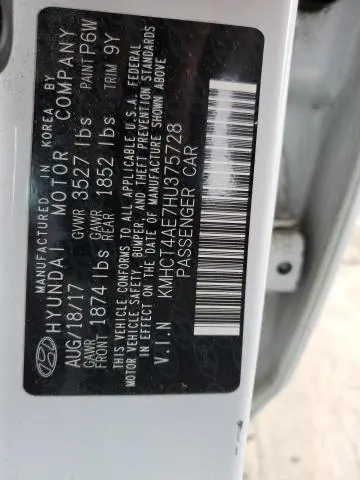 MANUFACTURED IN KOREA BY
HYUNDAI MOTOR COMPANY
AUG/18/17 GVWR 3527 lbs PAINT P6W
GAWR FRONT 1874 lbs GAWR REAR 1852 lbs TRIM 9Y
THIS VEHICLE CONFORMS TO ALL APPLICABLE U.S.A. FEDERAL
MOTOR VEHICLE SAFETY, BUMPER, AND THEFT PREVENTION STANDARDS
IN EFFECT ON THE DATE OF MANUFACTURE SHOWN ABOVE
V.I.N KMHCT4AE7HU375728
PASSENGER CAR